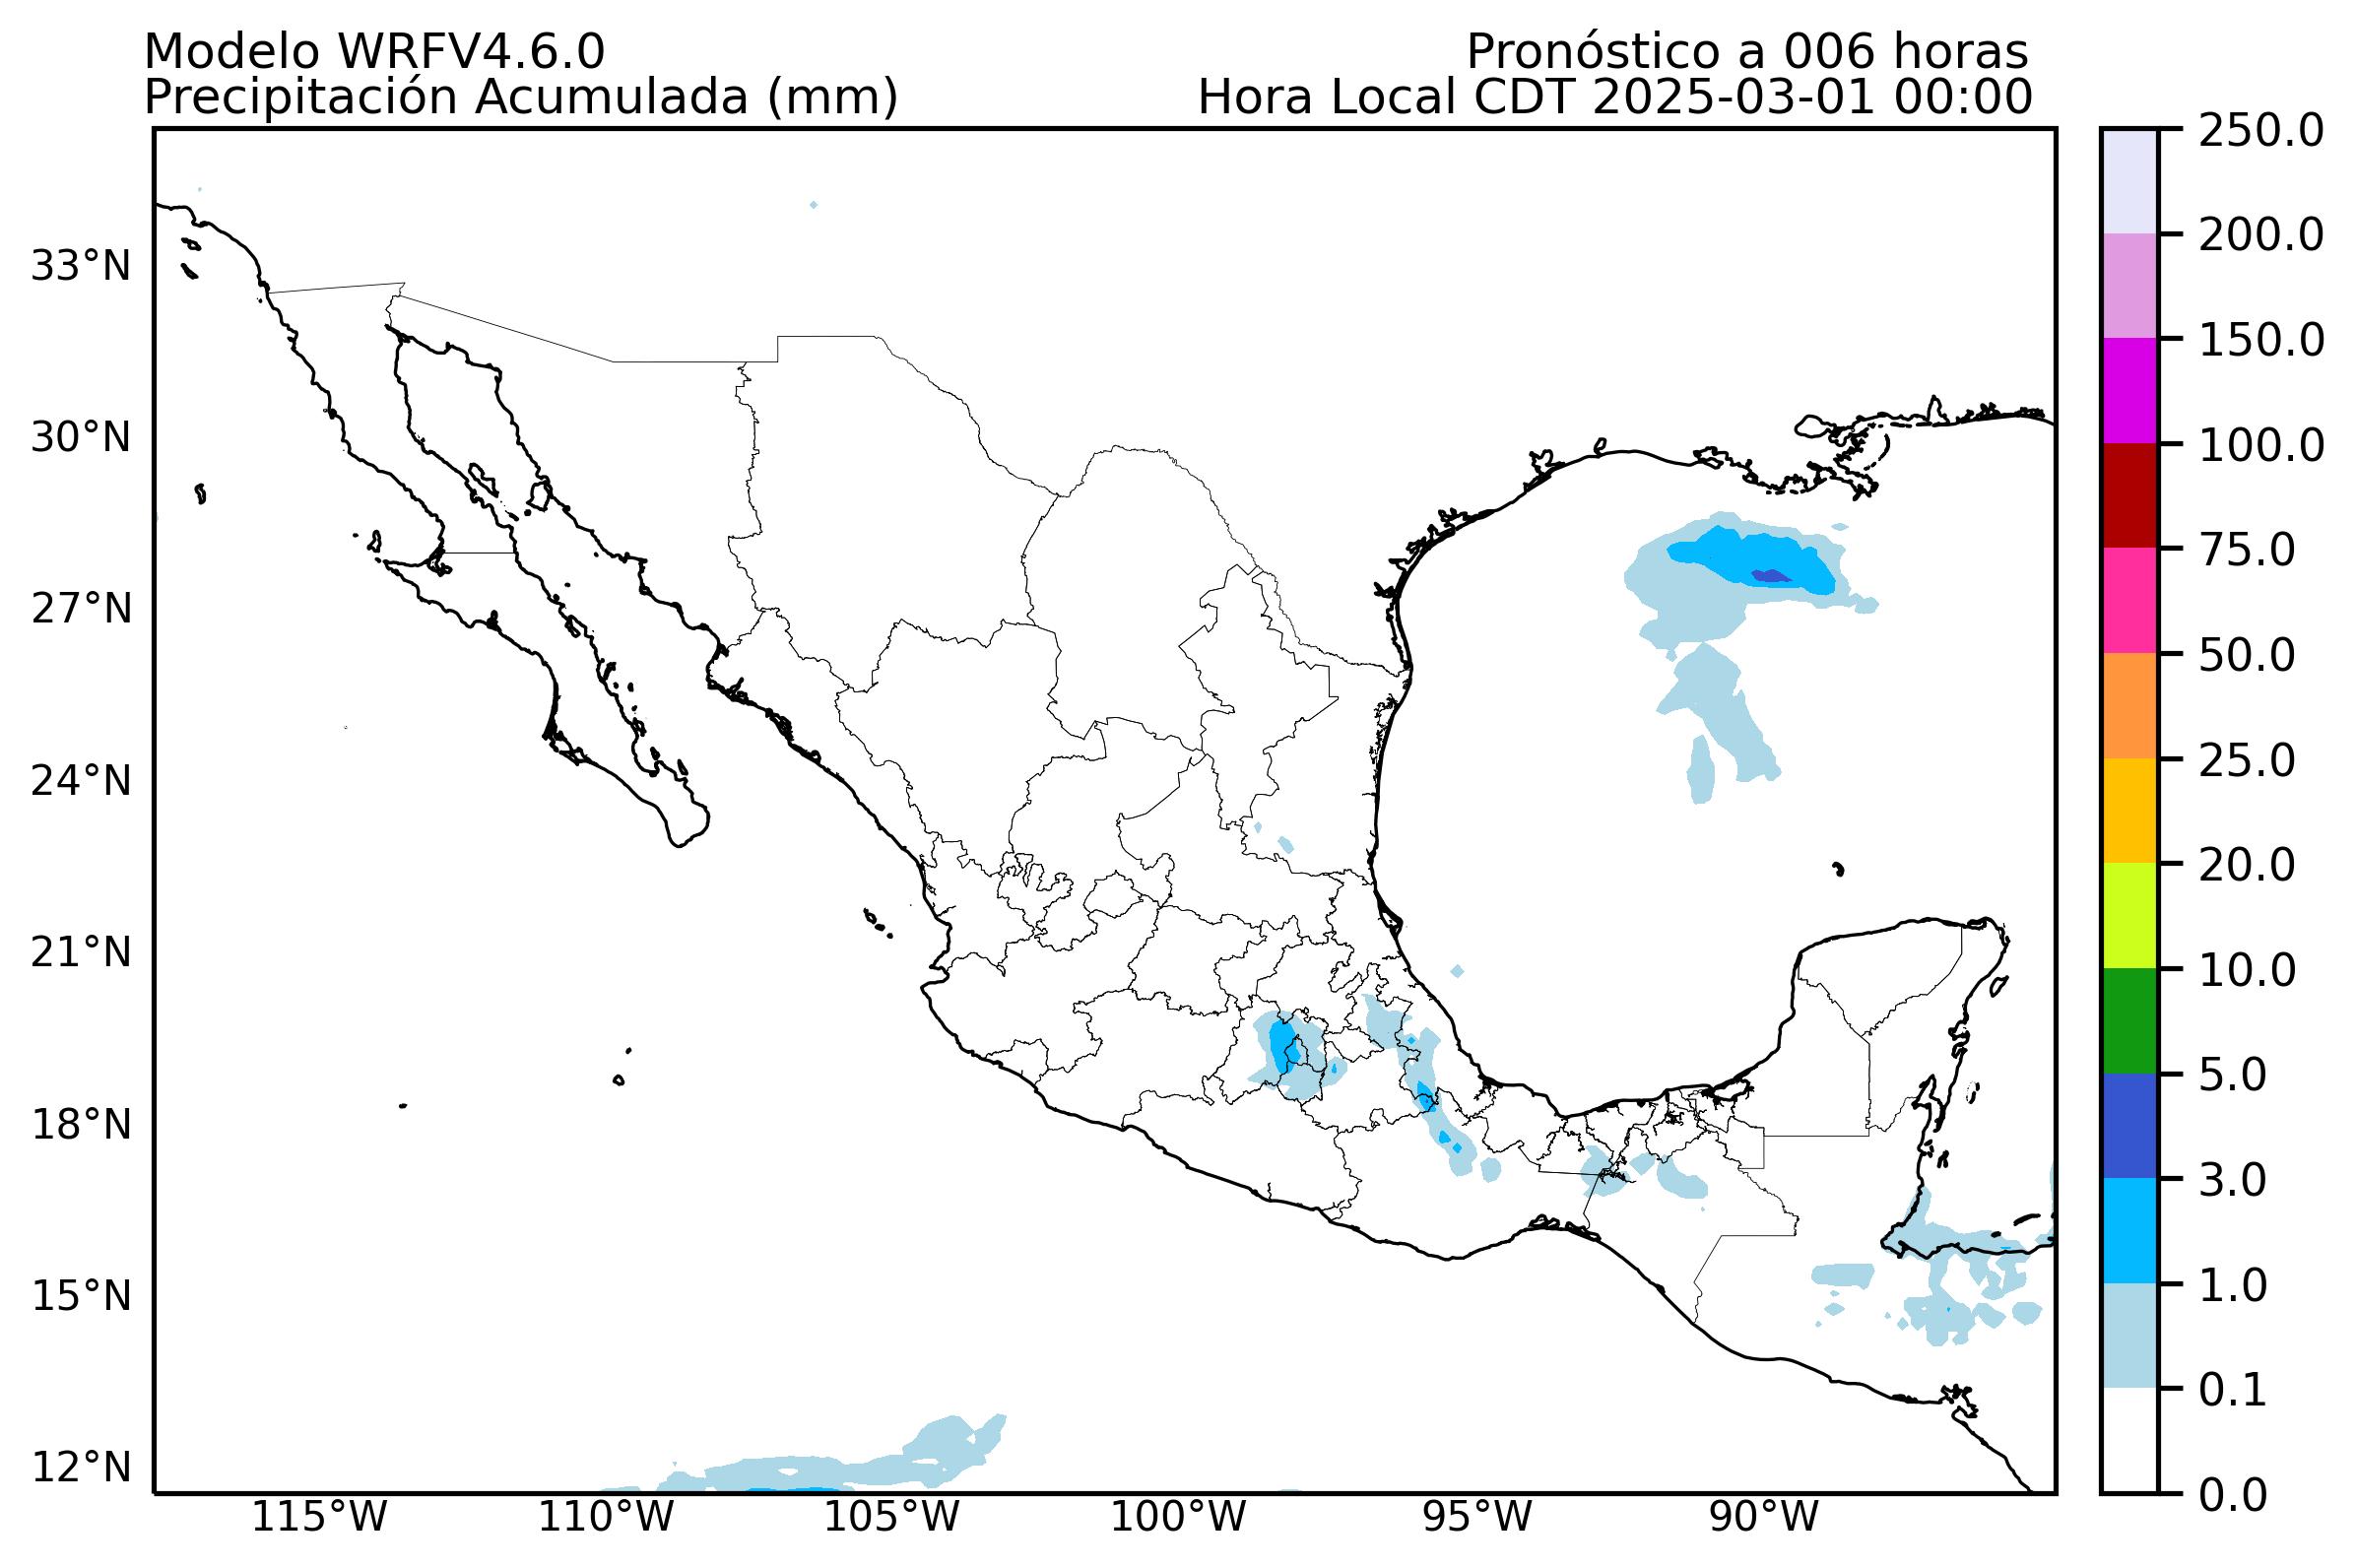 Modelo WRFV4.6.0
Precipitación Acumulada (mm)
Pronóstico a 006 horas
Hora Local CDT 2025-03-01 00:00
33°N
30°N
27°N
24°N
21°N
18°N
15°N
12°N
115°W
110°W
105°W
100°W
95°W
90°W
250.0
200.0
150.0
100.0
75.0
50.0
25.0
20.0
10.0
5.0
3.0
1.0
0.1
0.0